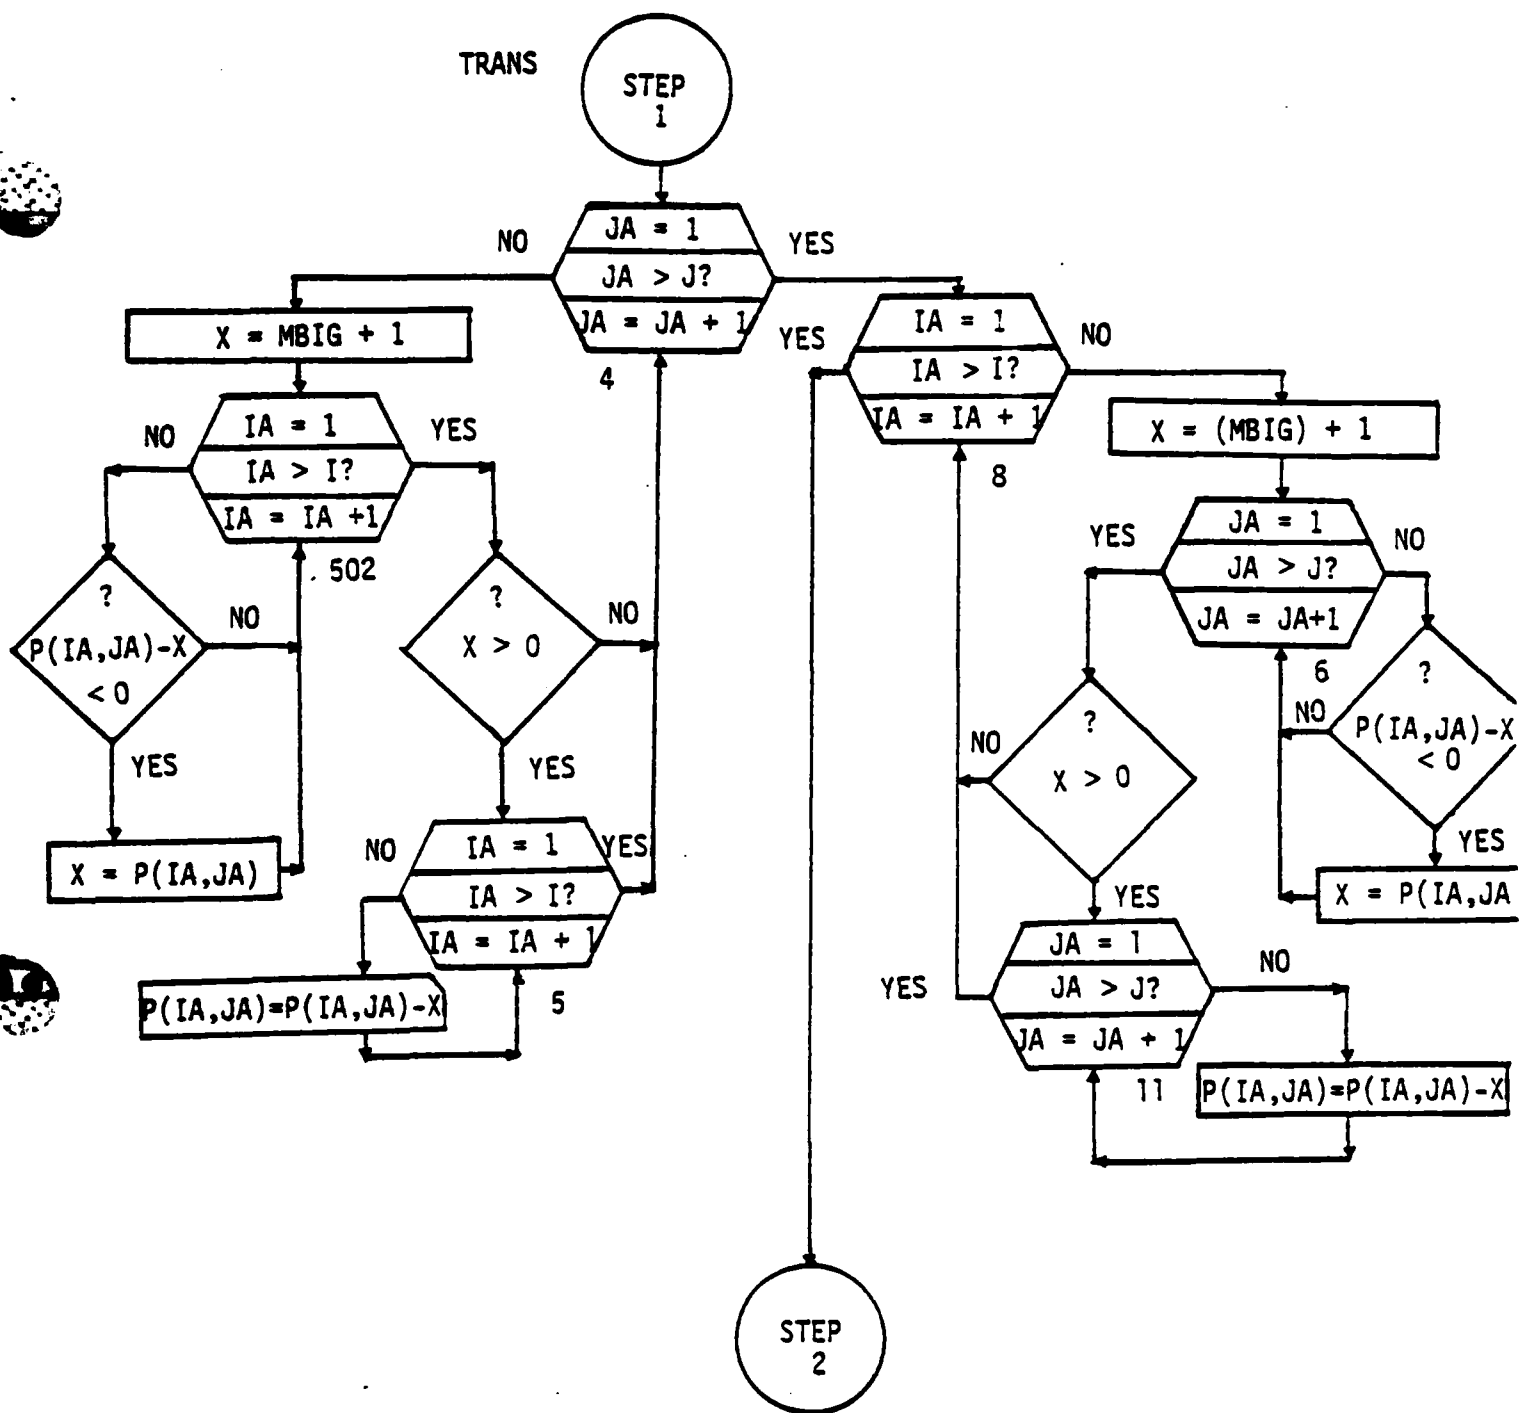 TRANS
STEP
1
JA = 1
JA > J?
JA = JA + 1
NO
YES
4
X = MBIG + 1
IA = 1
IA > I?
IA = IA +1
NO
YES
502
?
P(IA,JA)-X
< 0
NO
YES
X = P(IA,JA)
?
X > 0
NO
YES
IA = 1
IA > I?
IA = IA + 1
NO
YES
5
P(IA,JA)=P(IA,JA)-X
IA = 1
IA > I?
IA = IA + 1
YES
NO
8
X = (MBIG) + 1
JA = 1
JA > J?
JA = JA+1
YES
NO
6
?
P(IA,JA)-X
< 0
NO
YES
X = P(IA,JA
?
X > 0
NO
YES
JA = 1
JA > J?
JA = JA + 1
YES
NO
11
P(IA,JA)=P(IA,JA)-X
STEP
2